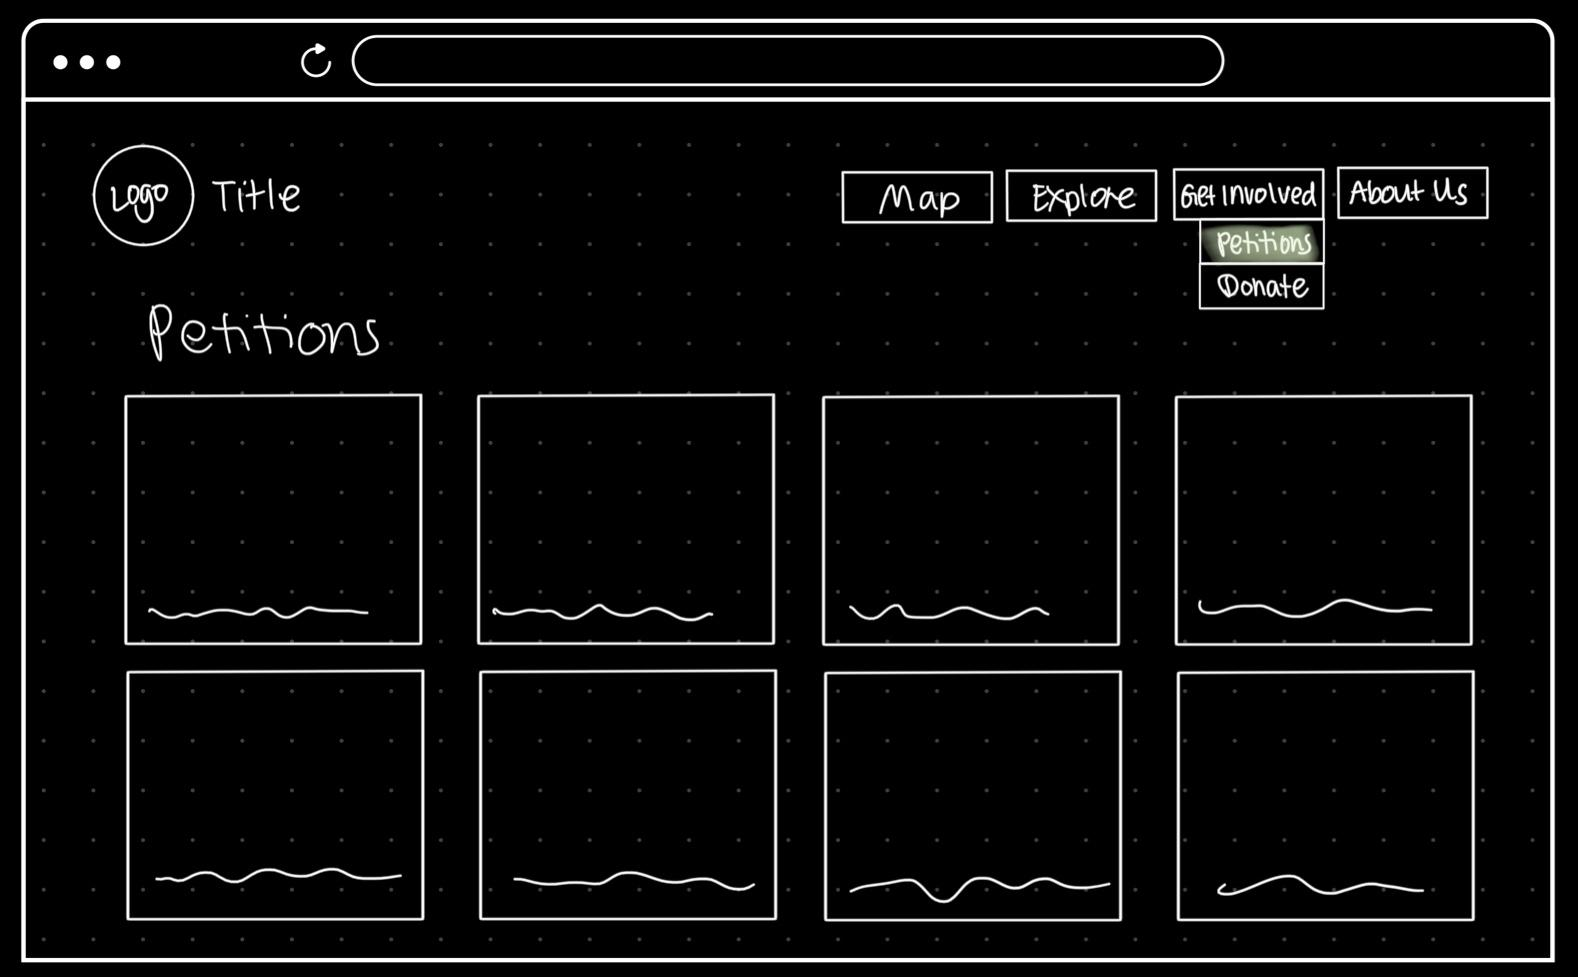 Logo Title Map Explore Get Involved About Us
Petitions
Donate
Petitions